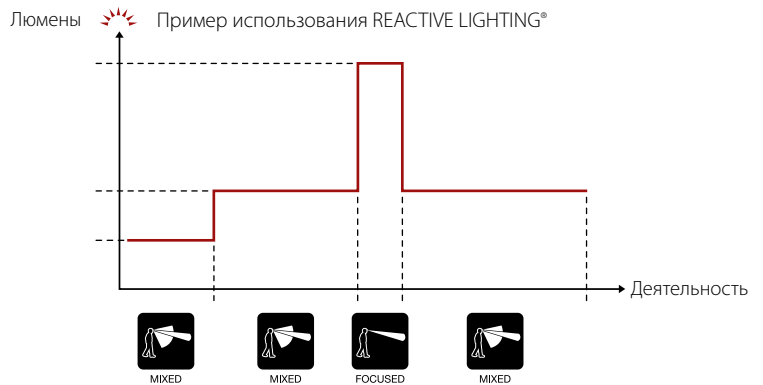 Люмены
Пример использования REACTIVE LIGHTING®
Деятельность
MIXED
MIXED
FOCUSED
MIXED